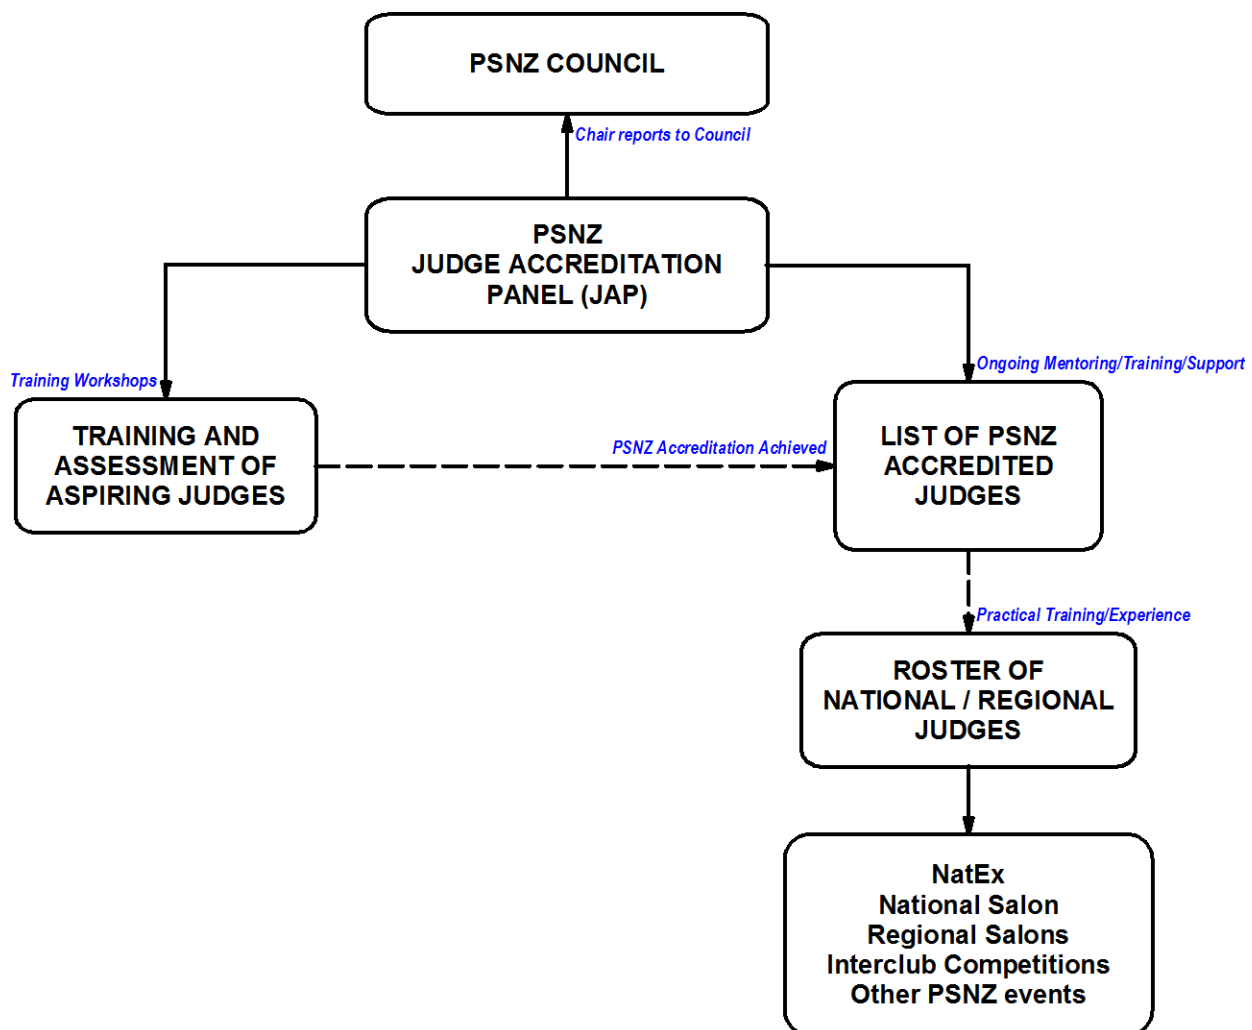 PSNZ COUNCIL
Chair reports to Council
PSNZ
JUDGE ACCREDITATION
PANEL (JAP)
Training Workshops
Ongoing Mentoring/Training/Support
TRAINING AND
ASSESSMENT OF
ASPIRING JUDGES
PSNZ Accreditation Achieved
LIST OF PSNZ
ACCREDITED
JUDGES
Practical Training/Experience
ROSTER OF
NATIONAL / REGIONAL
JUDGES
NatEx
National Salon
Regional Salons
Interclub Competitions
Other PSNZ events